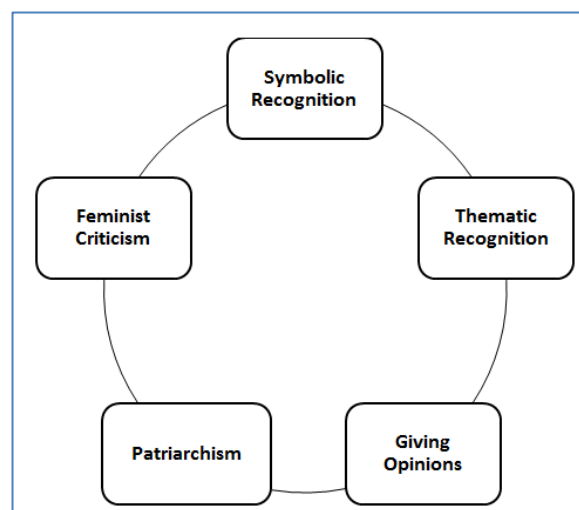 Symbolic
Recognition
Feminist
Criticism
Thematic
Recognition
Patriarchism
Giving
Opinions